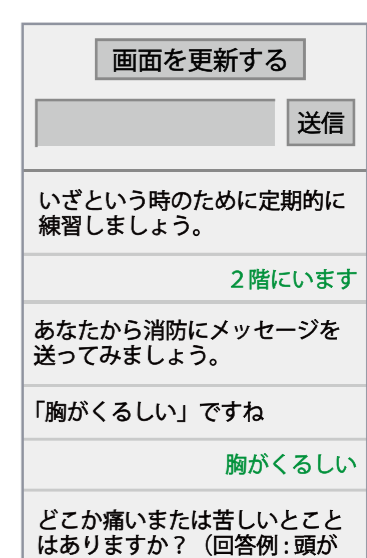 画面を更新する
送信
いざという時のために定期的に
練習しましょう。
２階にいます
あなたから消防にメッセージを
送ってみましょう。
「胸がくるしい」ですね
胸がくるしい
どこか痛いまたは苦しいとこと
はありますか？（回答例：頭が